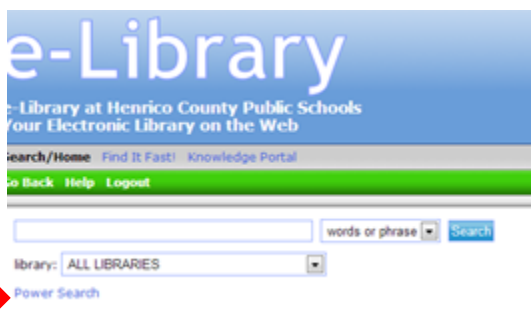 e-Library
e-Library at Henrico County Public Schools
Your Electronic Library on the Web
Search/Home Find It Fast! Knowledge Portal
Go Back Help Logout
words or phrase Search
library: ALL LIBRARIES
Power Search